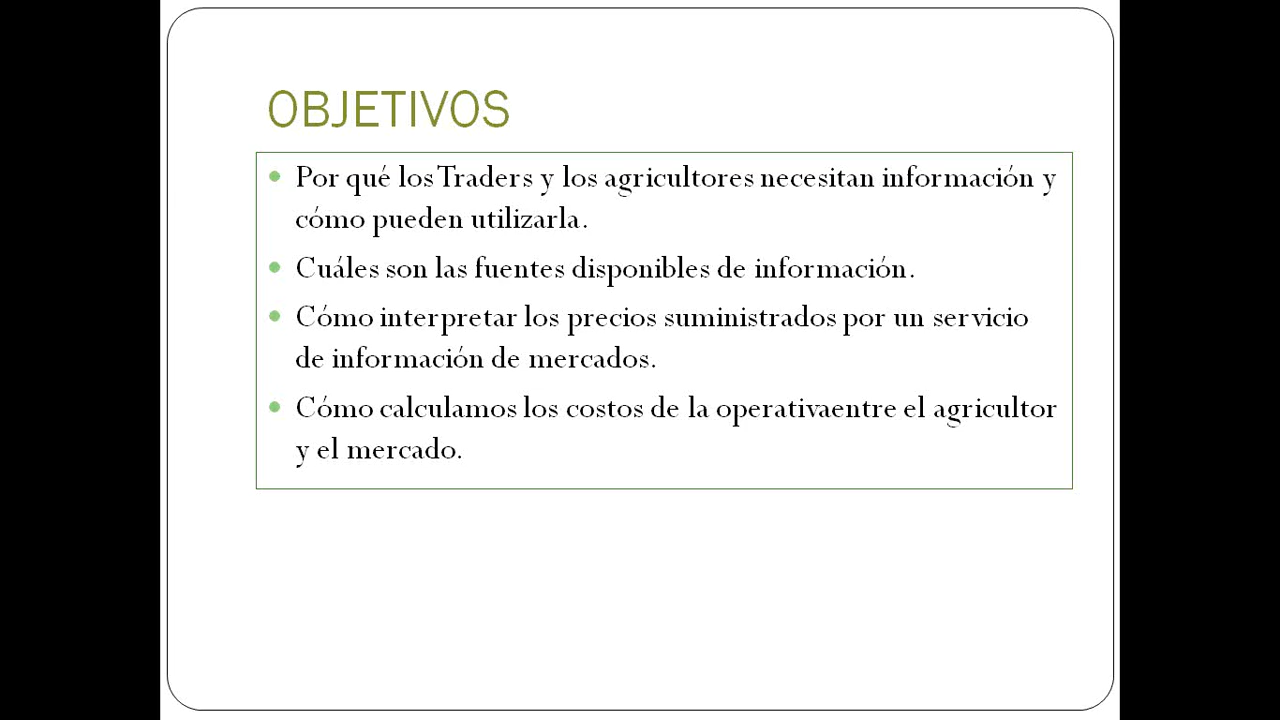 OBJETIVOS
Por qué los Traders y los agricultores necesitan información y
cómo pueden utilizarla.
Cuáles son las fuentes disponibles de información.
Cómo interpretar los precios suministrados por un servicio
de información de mercados.
Cómo calculamos los costos de la operativaentre el agricultor
y el mercado.